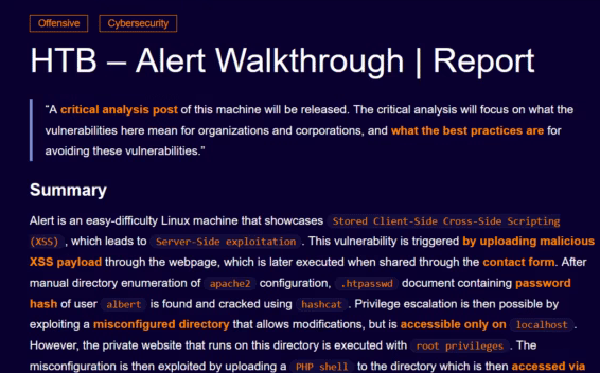 Offensive Cybersecurity
HTB – Alert Walkthrough | Report
"A critical analysis post of this machine will be released. The critical analysis will focus on what the
vulnerabilities here mean for organizations and corporations, and what the best practices are for
avoiding these vulnerabilities."
Summary
Alert is an easy-difficulty Linux machine that showcases Stored Client-Side Cross-Side Scripting
(XSS) , which leads to Server-Side exploitation . This vulnerability is triggered by uploading malicious
XSS payload through the webpage, which is later executed when shared through the contact form. After
manual directory enumeration of apache2 configuration, .htpasswd document containing password
hash of user albert is found and cracked using hashcat . Privilege escalation is then possible by
exploiting a misconfigured directory that allows modifications, but is accessible only on localhost .
However, the private website that runs on this directory is executed with root privileges . The
misconfiguration is then exploited by uploading a PHP shell to the directory which is then accessed via